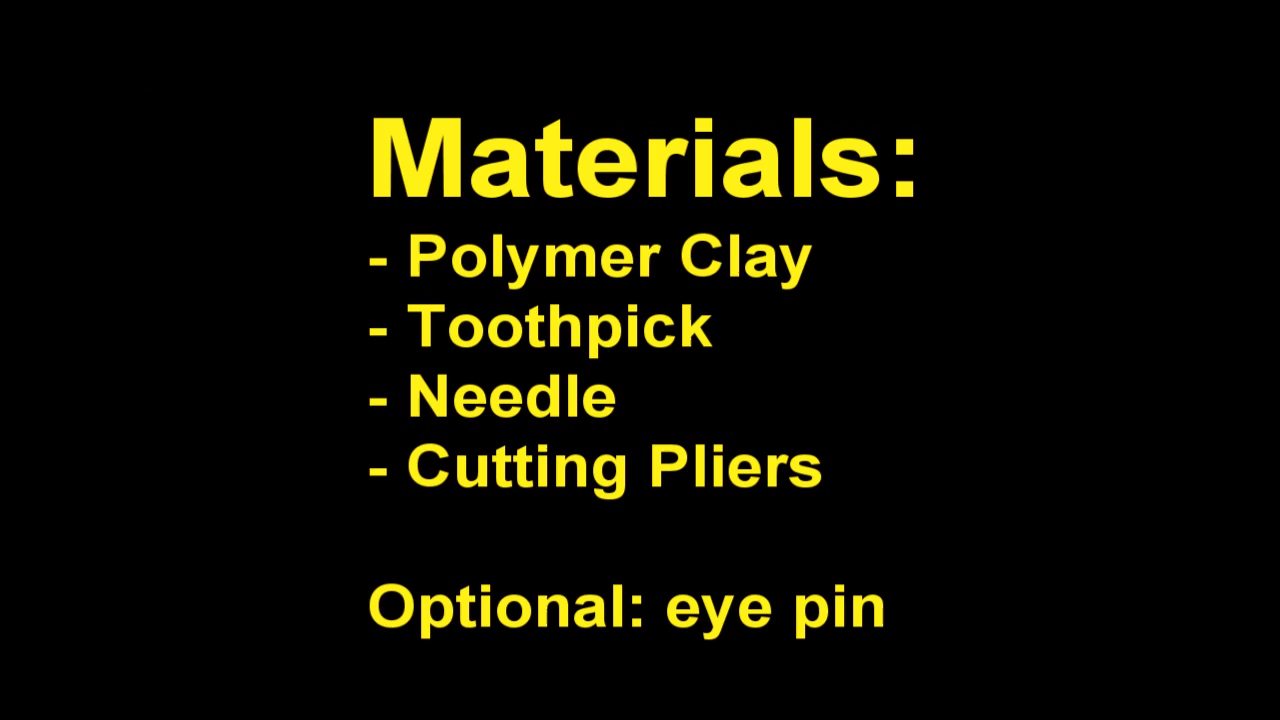 Materials:
- Polymer Clay
- Toothpick
- Needle
- Cutting Pliers
Optional: eye pin